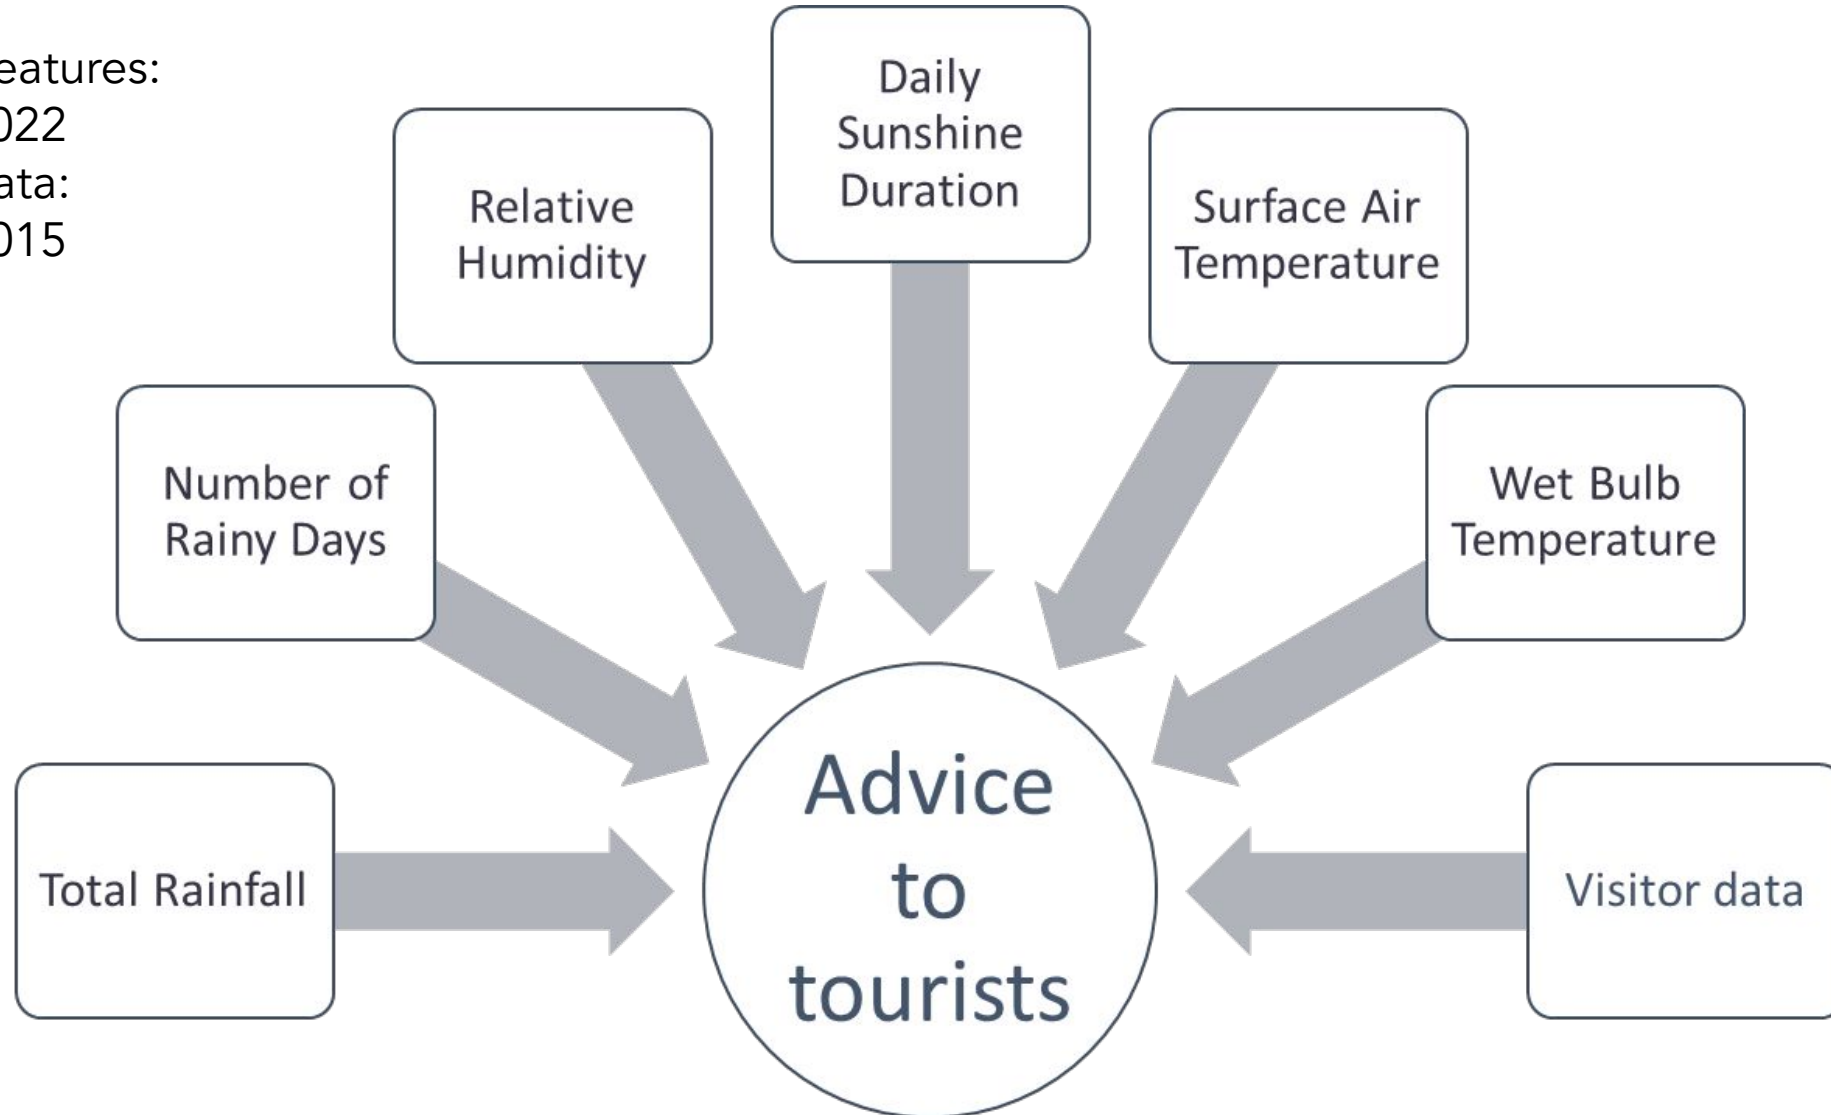 eatures:
022
ata:
015
Daily
Sunshine
Duration
Relative
Humidity
Surface Air
Temperature
Number of
Rainy Days
Wet Bulb
Temperature
Total Rainfall
Advice
to
tourists
Visitor data